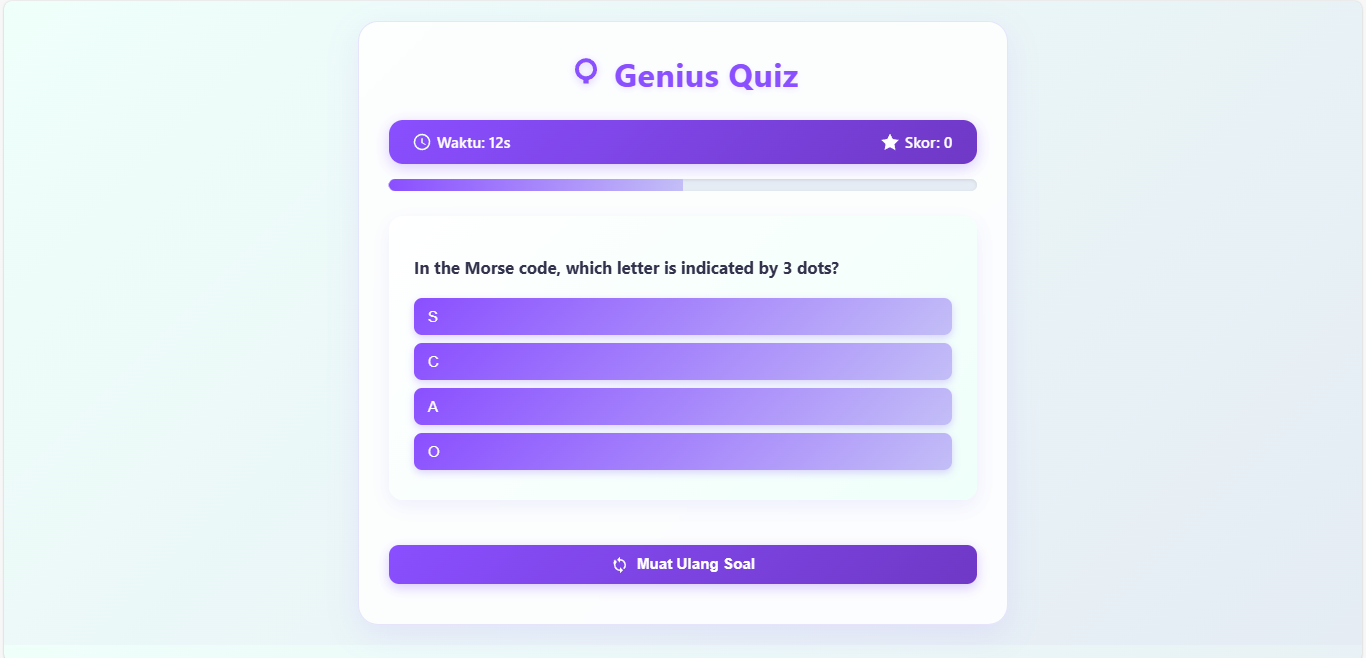 Genius Quiz
Waktu: 12s
Skor: 0
In the Morse code, which letter is indicated by 3 dots?
S
C
A
O
Muat Ulang Soal